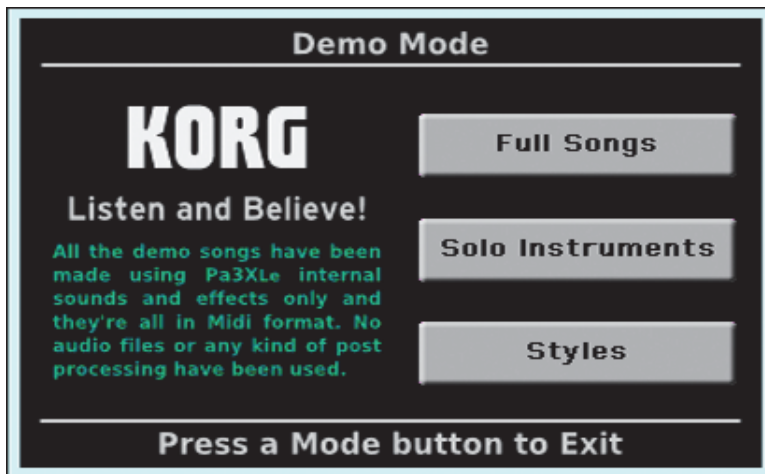 Demo Mode
KORG
Listen and Believe!
All the demo songs have been
made using Pa3XLe internal
sounds and effects only and
they're all in Midi format. No
audio files or any kind of post
processing have been used.
Full Songs
Solo Instruments
Styles
Press a Mode button to Exit